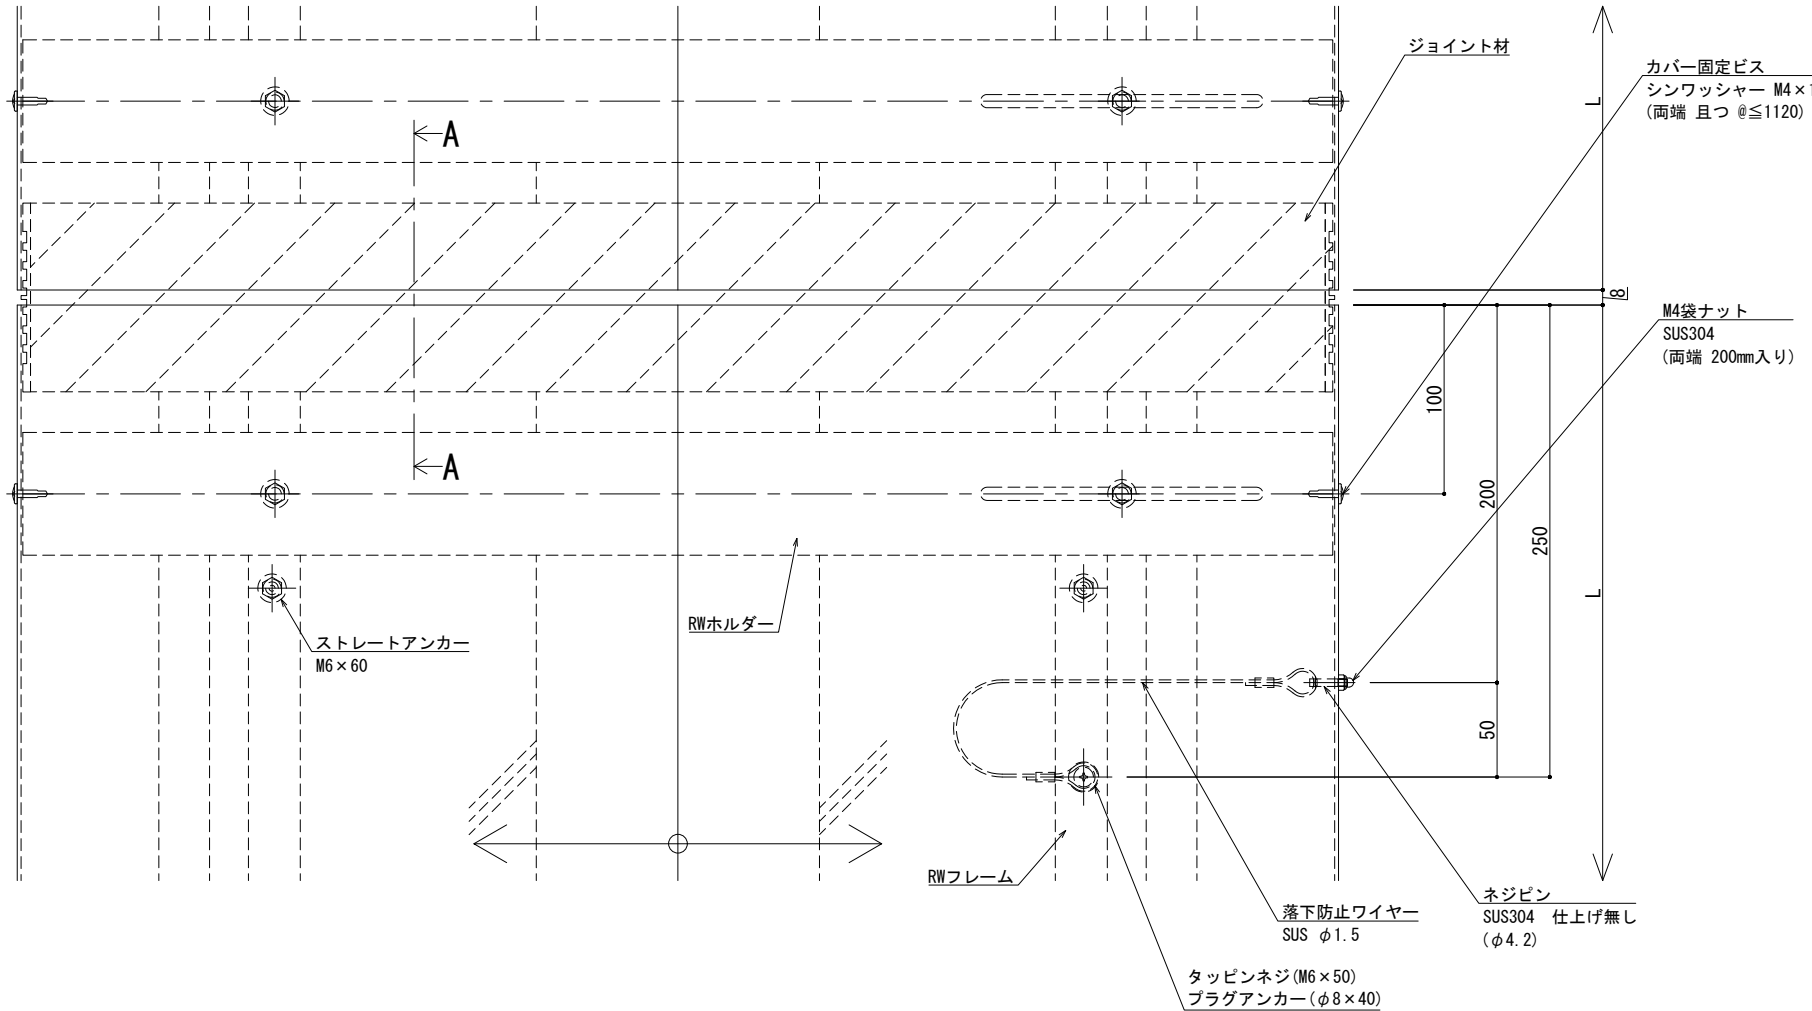 ジョイント材
カバー固定ビス
シンワッシャー M4×1
(両端 且つ @≦1120)
L
A
8
M4袋ナット
SUS304
(両端 200mm入り)
100
A
200
250
L
RWホルダー
ストレートアンカー
M6×60
50
RWフレーム
ネジピン
SUS304 仕上げ無し
(φ4.2)
落下防止ワイヤー
SUS φ1.5
タッピンネジ(M6×50)
プラグアンカー(φ8×40)